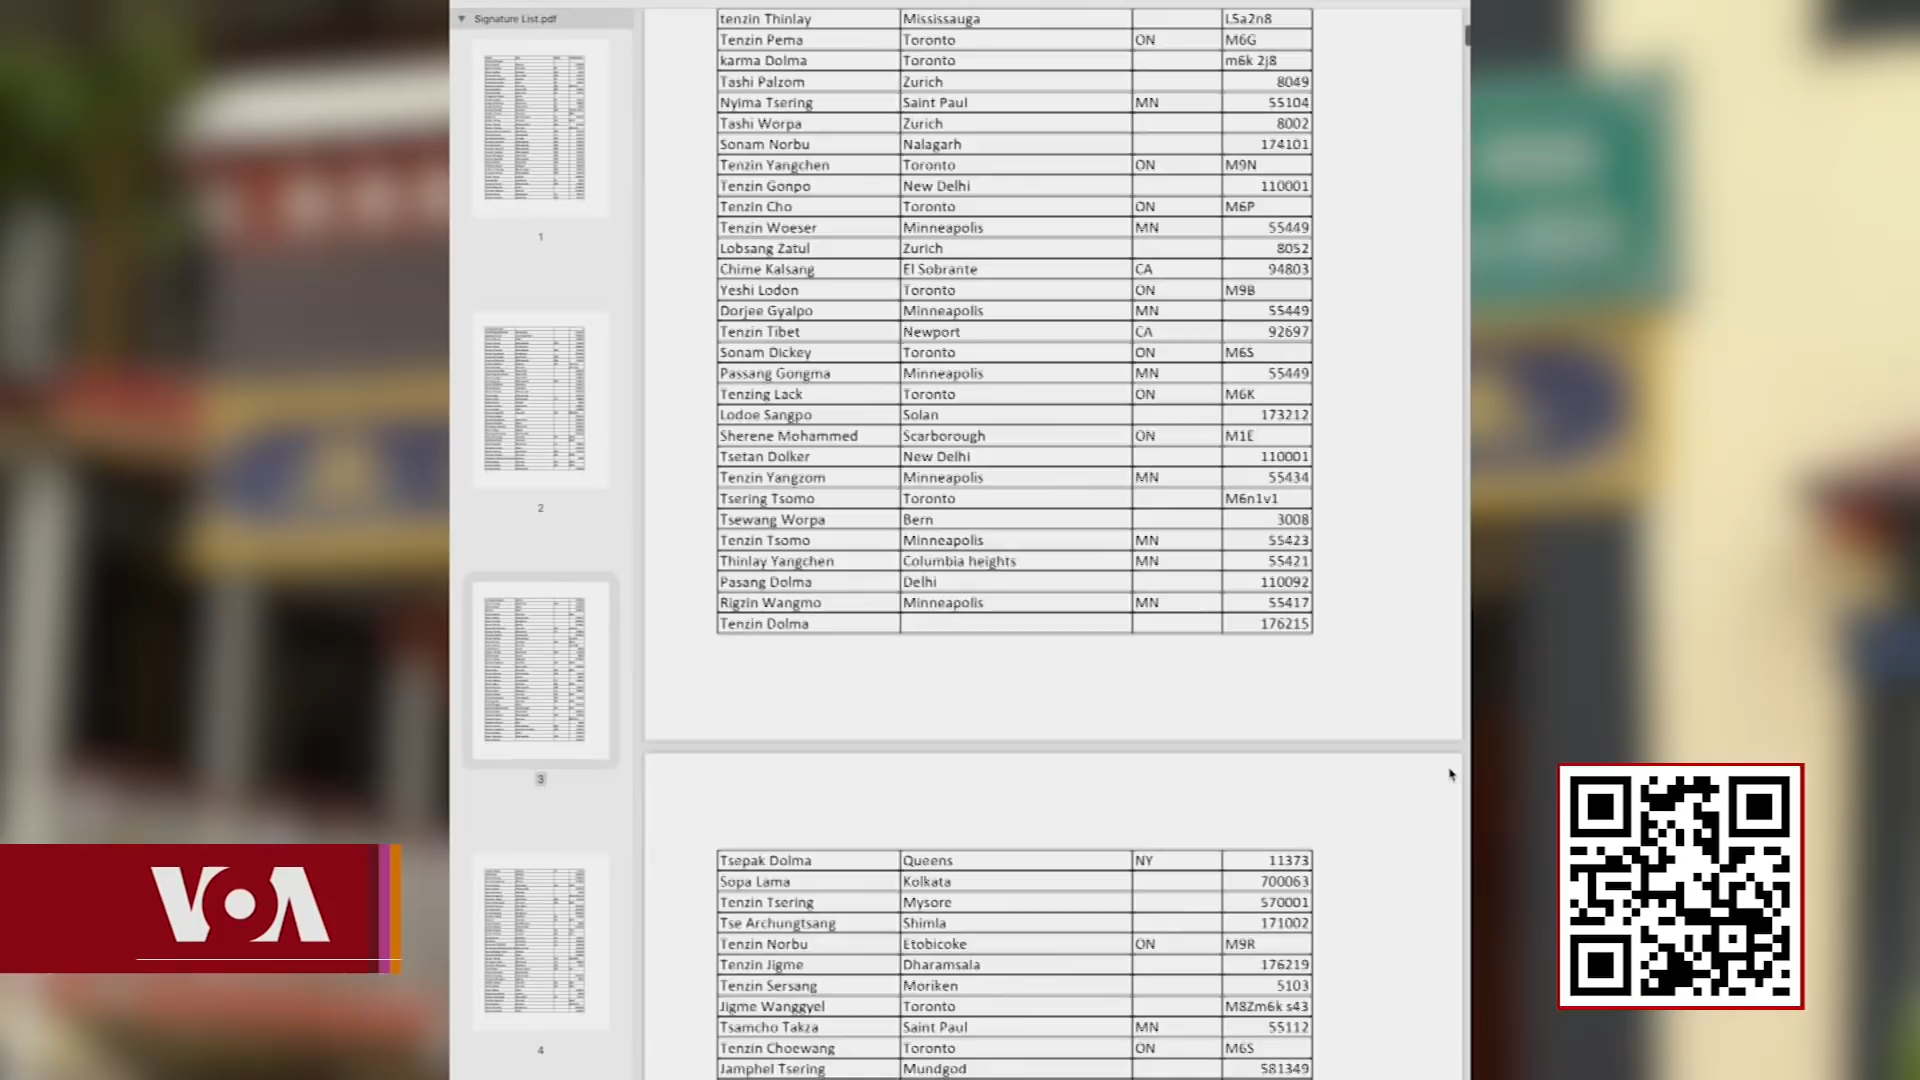 Signature List.pdf
1
2
3
4
tenzin Thinlay Mississauga L5a2n8
Tenzin Pema Toronto ON M6G
karma Dolma Toronto m6k 2j8
Tashi Palzom Zurich 8049
Nyima Tsering Saint Paul MN 55104
Tashi Worpa Zurich 8002
Sonam Norbu Nalagarh 174101
Tenzin Yangchen Toronto ON M9N
Tenzin Gonpo New Delhi 110001
Tenzin Cho Toronto ON M6P
Tenzin Woeser Minneapolis MN 55449
Lobsang Zatul Zurich 8052
Chime Kalsang El Sobrante CA 94803
Yeshi Lodon Toronto ON M9B
Dorjee Gyalpo Minneapolis MN 55449
Tenzin Tibet Newport CA 92697
Sonam Dickey Toronto ON M6S
Passang Gongma Minneapolis MN 55449
Tenzing Lack Toronto ON M6K
Lodoe Sangpo Solan 173212
Sherene Mohammed Scarborough ON M1E
Tsetan Dolker New Delhi 110001
Tenzin Yangzom Minneapolis MN 55434
Tsering Tsomo Toronto M6n1v1
Tsewang Worpa Bern 3008
Tenzin Tsomo Minneapolis MN 55423
Thinlay Yangchen Columbia heights MN 55421
Pasang Dolma Delhi 110092
Rigzin Wangmo Minneapolis MN 55417
Tenzin Dolma 176215
Tsepak Dolma Queens NY 11373
Sopa Lama Kolkata 700063
Tenzin Tsering Mysore 570001
Tse Archungtsang Shimla 171002
Tenzin Norbu Etobicoke ON M9R
Tenzin Jigme Dharamsala 176219
Tenzin Sersang Moriken 5103
Jigme Wanggyel Toronto M8Zm6k s43
Tsamcho Takza Saint Paul MN 55112
Tenzin Choewang Toronto ON M6S
Jamphel Tsering Mundgod 581349
VOA